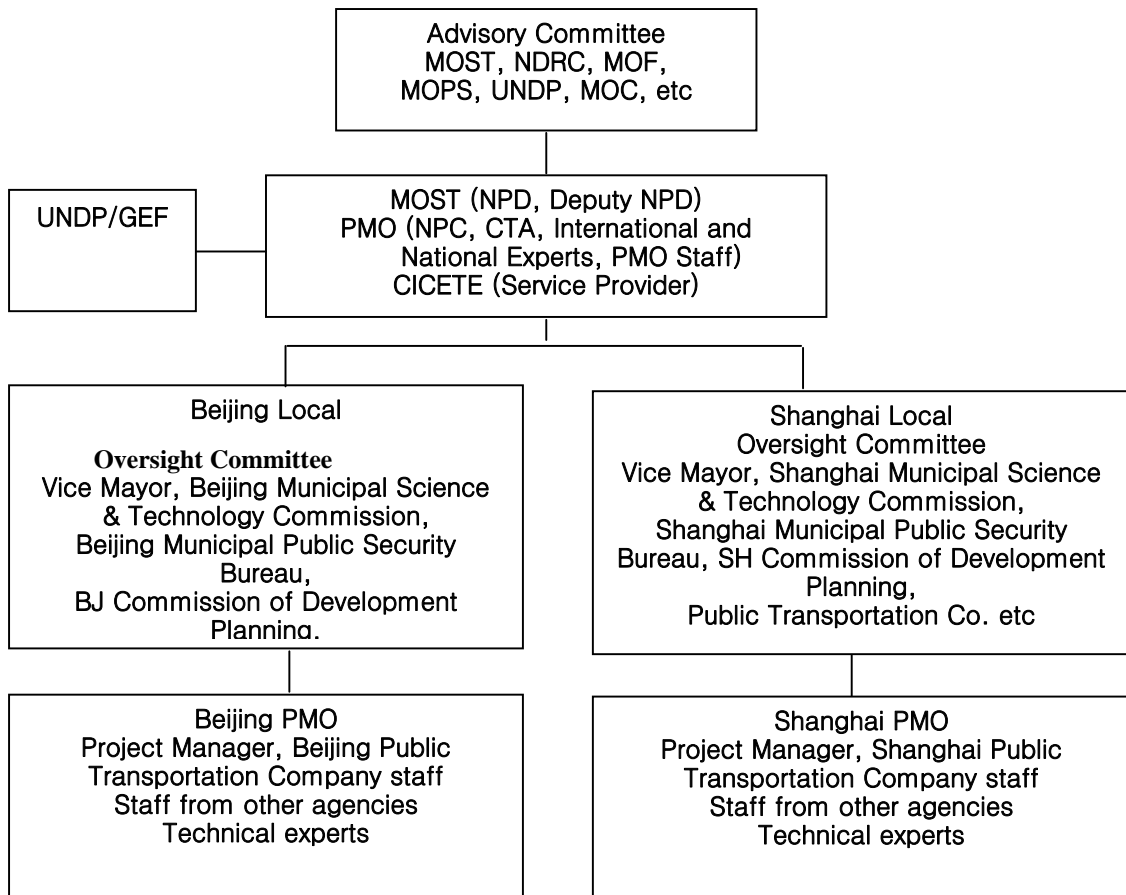 Advisory Committee
MOST, NDRC, MOF,
MOPS, UNDP, MOC, etc
UNDP/GEF
MOST (NPD, Deputy NPD)
PMO (NPC, CTA, International and
National Experts, PMO Staff)
CICETE (Service Provider)
Beijing Local
Oversight Committee
Vice Mayor, Beijing Municipal Science
& Technology Commission,
Beijing Municipal Public Security
Bureau,
BJ Commission of Development
Planning.
Shanghai Local
Oversight Committee
Vice Mayor, Shanghai Municipal Science
& Technology Commission,
Shanghai Municipal Public Security
Bureau, SH Commission of Development
Planning,
Public Transportation Co. etc
Beijing PMO
Project Manager, Beijing Public
Transportation Company staff
Staff from other agencies
Technical experts
Shanghai PMO
Project Manager, Shanghai Public
Transportation Company staff
Staff from other agencies
Technical experts